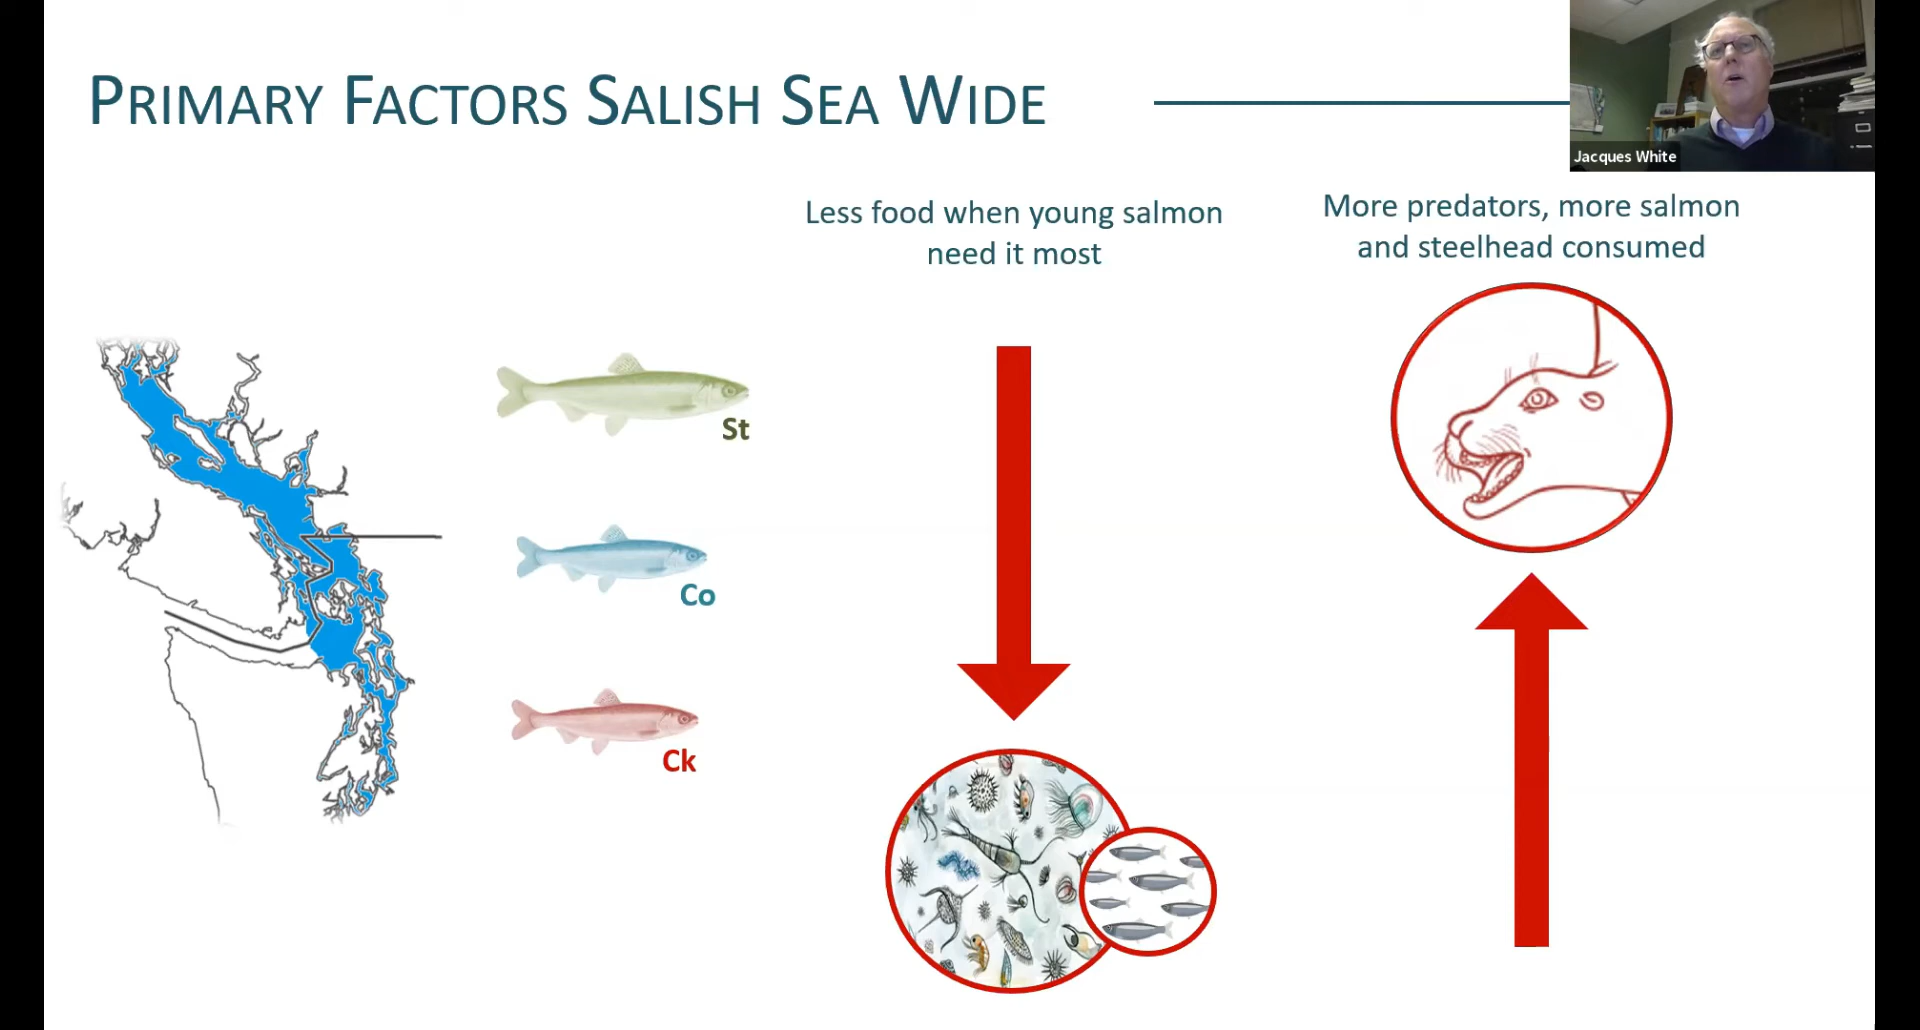 PRIMARY FACTORS SALISH SEA WIDE
Jacques White
Less food when young salmon
need it most
More predators, more salmon
and steelhead consumed
St
Co
Ck